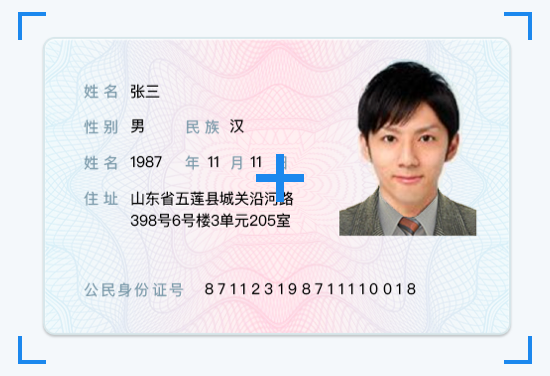 姓名 张三
性别 男 民族 汉
姓名 1987 年 11 月 11 日
住址 山东省五莲县城关沿河路
398号6号楼3单元205室
公民身份证号 871123198711110018